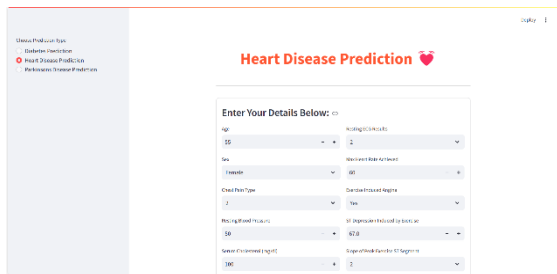 Deploy
Choose Prediction Type
Diabetes Prediction
Heart Disease Prediction
Parkinsons Disease Prediction
Heart Disease Prediction
Enter Your Details Below:
Age
Resting ECG Results
55
2
Sex
Max Heart Rate Achieved
Female
60
Chest Pain Type
Exercise Induced Angina
Yes
Resting Blood Pressure
ST Depression Induced by Exercise
50
67.0
Serum Cholesterol (mg/dl)
Slope of Peak Exercise ST Segment
100
2